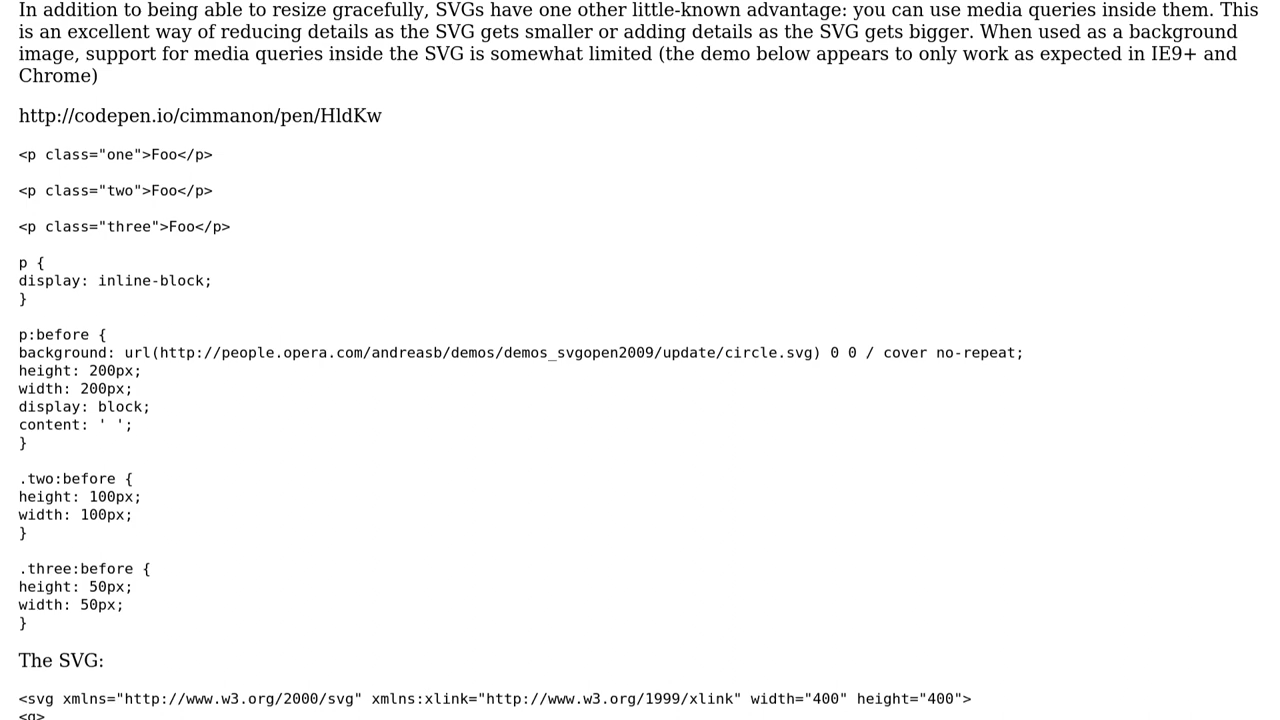 In addition to being able to resize gracefully, SVGs have one other little-known advantage: you can use media queries inside them. This
is an excellent way of reducing details as the SVG gets smaller or adding details as the SVG gets bigger. When used as a background
image, support for media queries inside the SVG is somewhat limited (the demo below appears to only work as expected in IE9+ and
Chrome)
http://codepen.io/cimmanon/pen/HldKw
<p class="one">Foo</p>
<p class="two">Foo</p>
<p class="three">Foo</p>
p {
display: inline-block;
}
p:before {
background: url(http://people.opera.com/andreasb/demos/demos_svgopen2009/update/circle.svg) 0 0 / cover no-repeat;
height: 200px;
width: 200px;
display: block;
content: ' ';
}
.two:before {
height: 100px;
width: 100px;
}
.three:before {
height: 50px;
width: 50px;
}
The SVG:
<svg xmlns="http://www.w3.org/2000/svg" xmlns:xlink="http://www.w3.org/1999/xlink" width="400" height="400">
<g>